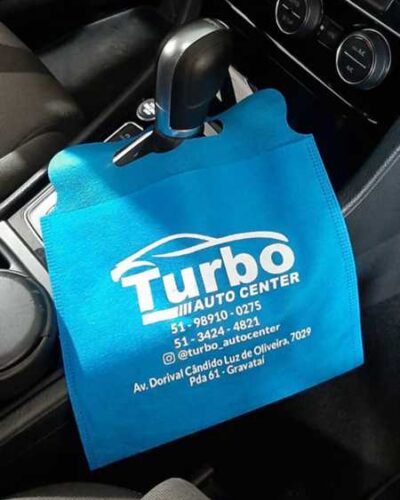 Turbo
AUTO CENTER
51 - 98910 - 0275
51 - 3424 - 4821
@turbo_autocenter
Av. Dorival Cândido Luz de Oliveira, 7029
Pda 61 - Gravataí